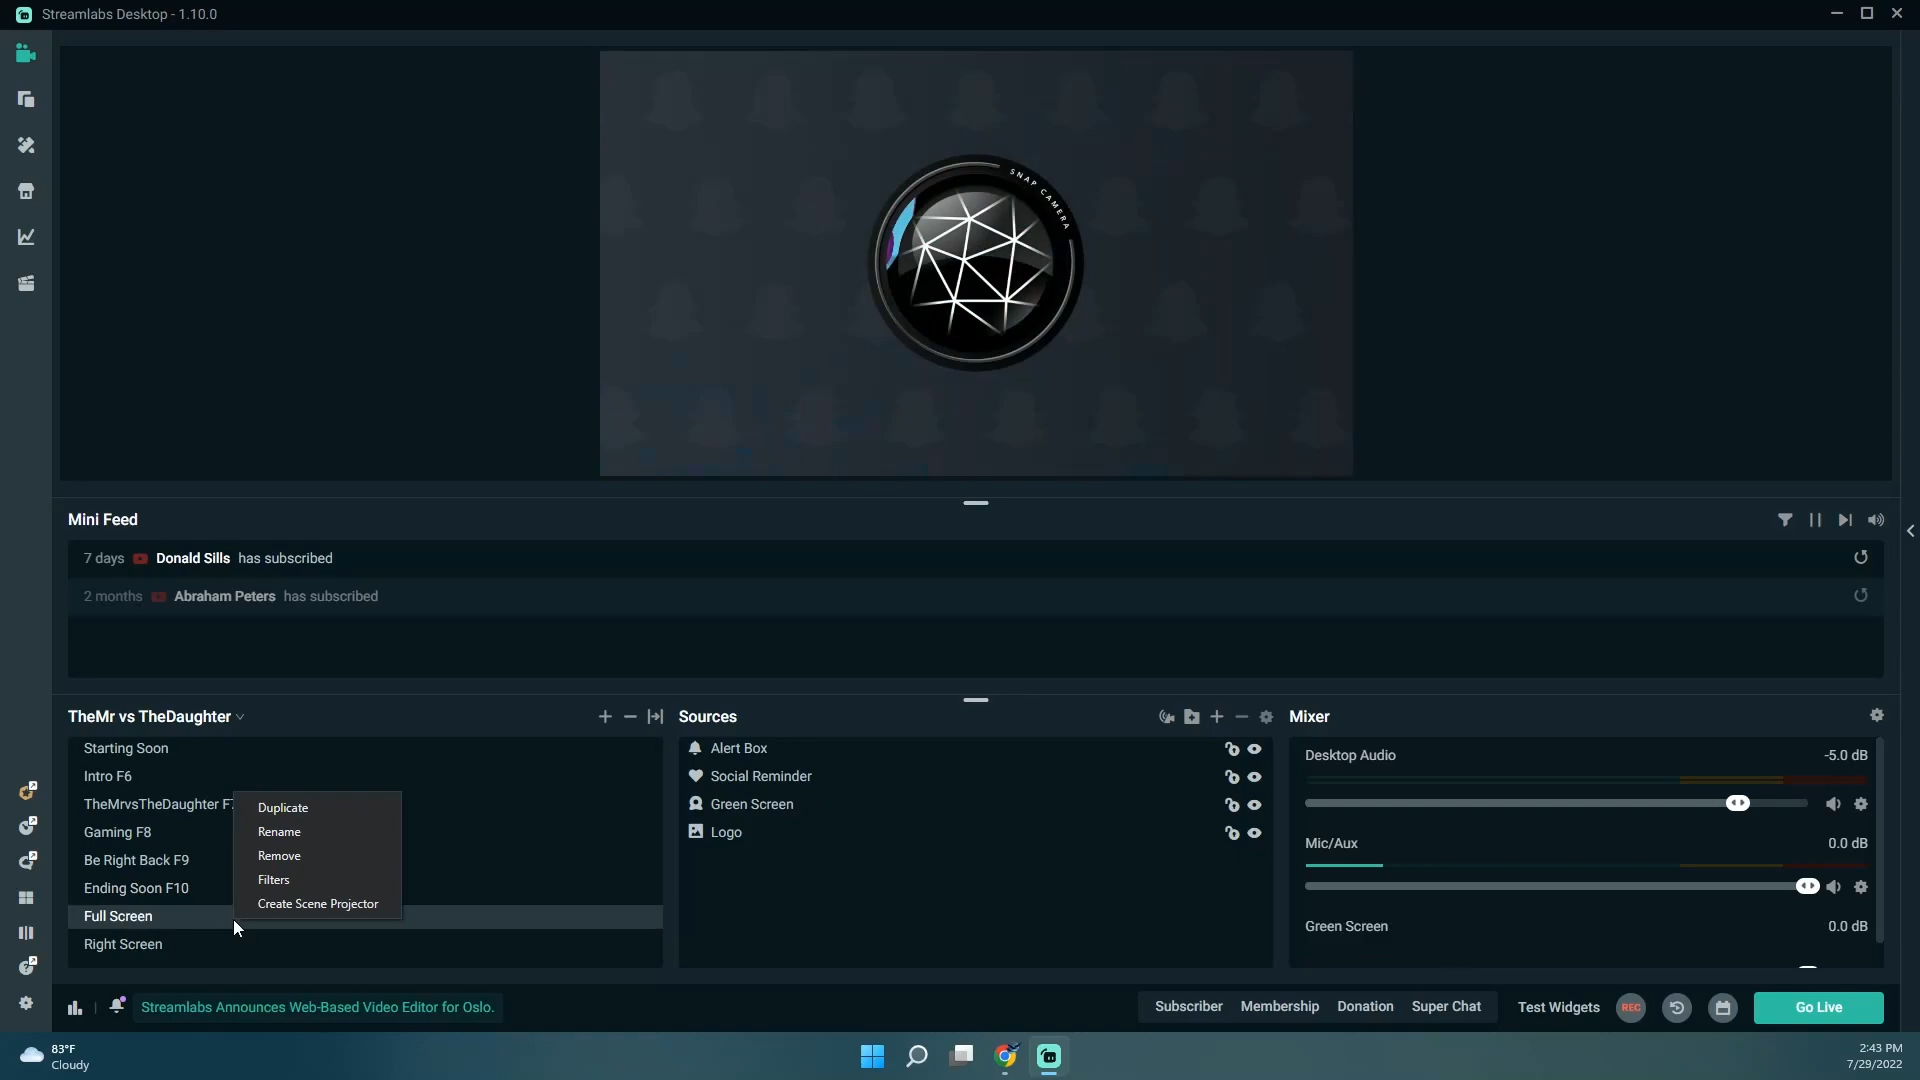 Streamlabs Desktop - 1.10.0
SNAP CAMERA
Mini Feed
7 days Donald Sills has subscribed
2 months Abraham Peters has subscribed
TheMr vs TheDaughter
Starting Soon
Intro F6
TheMrvsTheDaughter F7
Gaming F8
Be Right Back F9
Ending Soon F10
Full Screen
Right Screen
Duplicate
Rename
Remove
Filters
Create Scene Projector
Sources
Alert Box
Social Reminder
Green Screen
Logo
Mixer
Desktop Audio -5.0 dB
Mic/Aux 0.0 dB
Green Screen 0.0 dB
Streamlabs Announces Web-Based Video Editor for Oslo.
Subscriber Membership Donation Super Chat Test Widgets REC Go Live
83°F
Cloudy
2:43 PM
7/29/2022